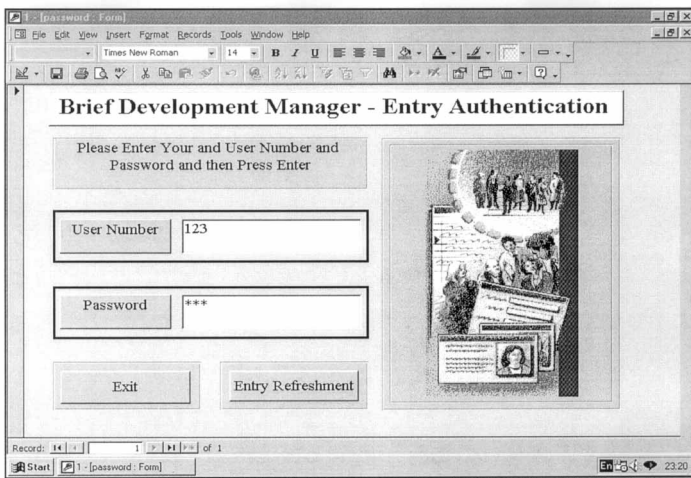 1 - [password : Form]
File Edit View Insert Format Records Tools Window Help
Times New Roman 14 B I U
Brief Development Manager - Entry Authentication
Please Enter Your and User Number and
Password and then Press Enter
User Number 123
Password ***
Exit Entry Refreshment
Record: 1 of 1
Start 1 - [password : Form] En 23:20